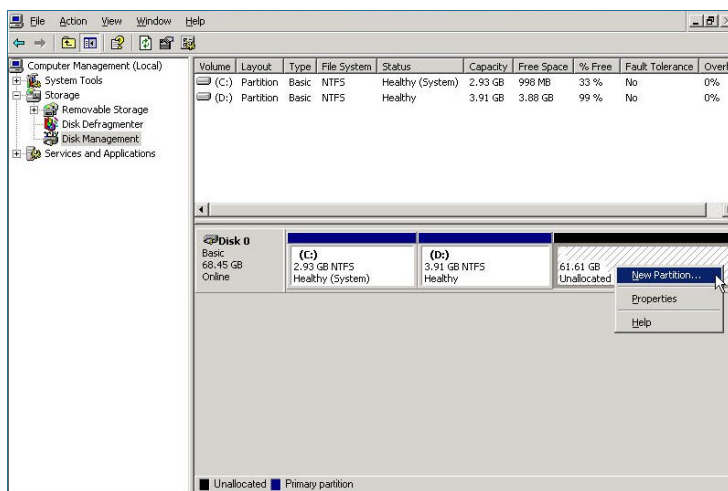 File Action View Window Help
Computer Management (Local)
System Tools
Storage
Removable Storage
Disk Defragmenter
Disk Management
Services and Applications
Volume Layout Type File System Status Capacity Free Space % Free Fault Tolerance Overh
(C:) Partition Basic NTFS Healthy (System) 2.93 GB 998 MB 33 % No 0%
(D:) Partition Basic NTFS Healthy 3.91 GB 3.88 GB 99 % No 0%
Disk 0
Basic
68.45 GB
Online
(C:)
2.93 GB NTFS
Healthy (System)
(D:)
3.91 GB NTFS
Healthy
61.61 GB
Unallocated
New Partition...
Properties
Help
Unallocated Primary partition